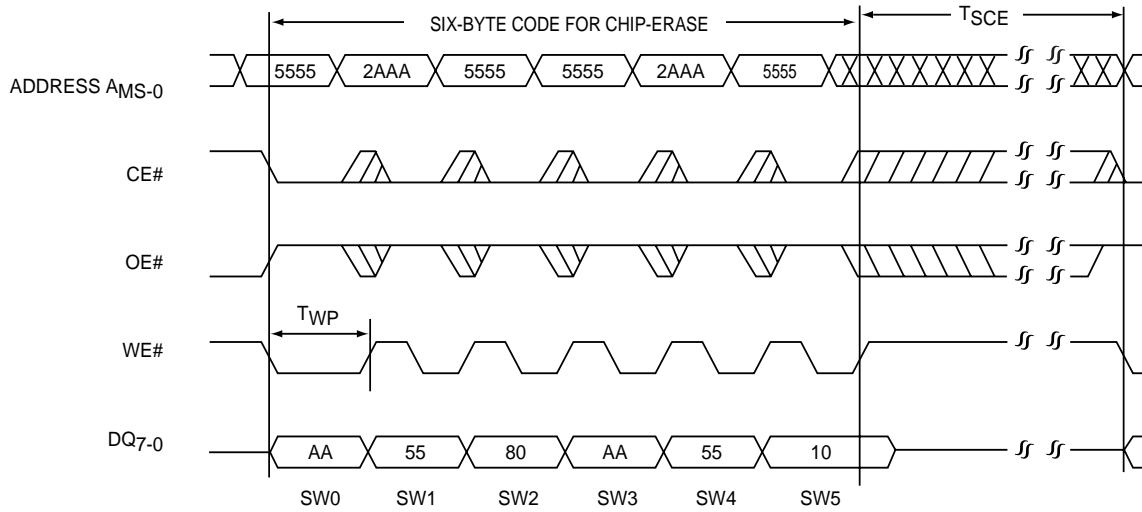 SIX-BYTE CODE FOR CHIP-ERASE
TSCE
ADDRESS AMS-0
5555 2AAA 5555 5555 2AAA 5555
CE#
OE#
TWP
WE#
DQ7-0
AA 55 80 AA 55 10
SW0 SW1 SW2 SW3 SW4 SW5